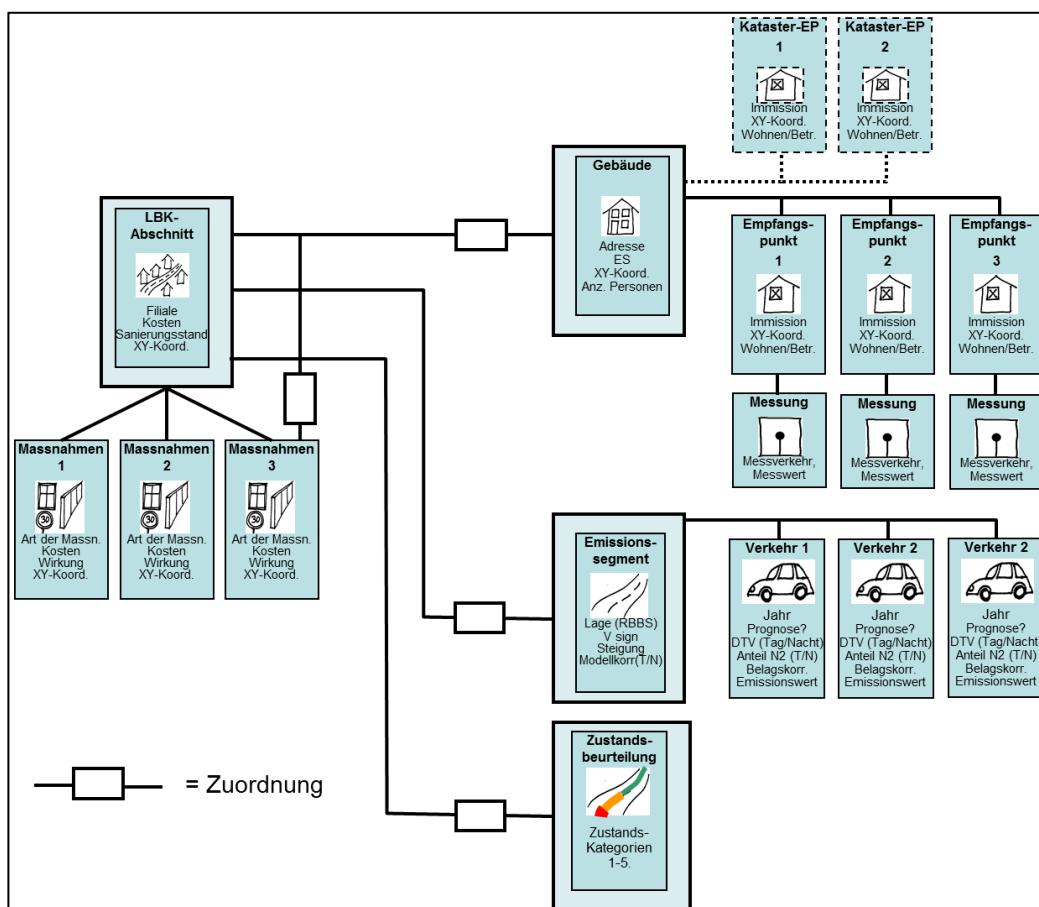 Kataster-EP
1
Immission
XY-Koord.
Wohnen/Betr.
Kataster-EP
2
Immission
XY-Koord.
Wohnen/Betr.
Gebäude
Adresse
ES
XY-Koord.
Anz. Personen
LBK-
Abschnitt
Filiale
Kosten
Sanierungsstand
XY-Koord.
Empfangs-
punkt
1
Immission
XY-Koord.
Wohnen/Betr.
Empfangs-
punkt
2
Immission
XY-Koord.
Wohnen/Betr.
Empfangs-
punkt
3
Immission
XY-Koord.
Wohnen/Betr.
Messung
Messverkehr,
Messwert
Messung
Messverkehr,
Messwert
Messung
Messverkehr,
Messwert
Massnahmen
1
30
Art der Massn.
Kosten
Wirkung
XY-Koord.
Massnahmen
2
30
Art der Massn.
Kosten
Wirkung
XY-Koord.
Massnahmen
3
30
Art der Massn.
Kosten
Wirkung
XY-Koord.
Emissions-
segment
Lage (RBBS)
V sign
Steigung
Modellkorr(T/N)
Verkehr 1
Jahr
Prognose?
DTV (Tag/Nacht)
Anteil N2 (T/N)
Belagskorr.
Emissionswert
Verkehr 2
Jahr
Prognose?
DTV (Tag/Nacht)
Anteil N2 (T/N)
Belagskorr.
Emissionswert
Verkehr 2
Jahr
Prognose?
DTV (Tag/Nacht)
Anteil N2 (T/N)
Belagskorr.
Emissionswert
Zustands-
beurteilung
Zustands-
Kategorien
1-5.
= Zuordnung